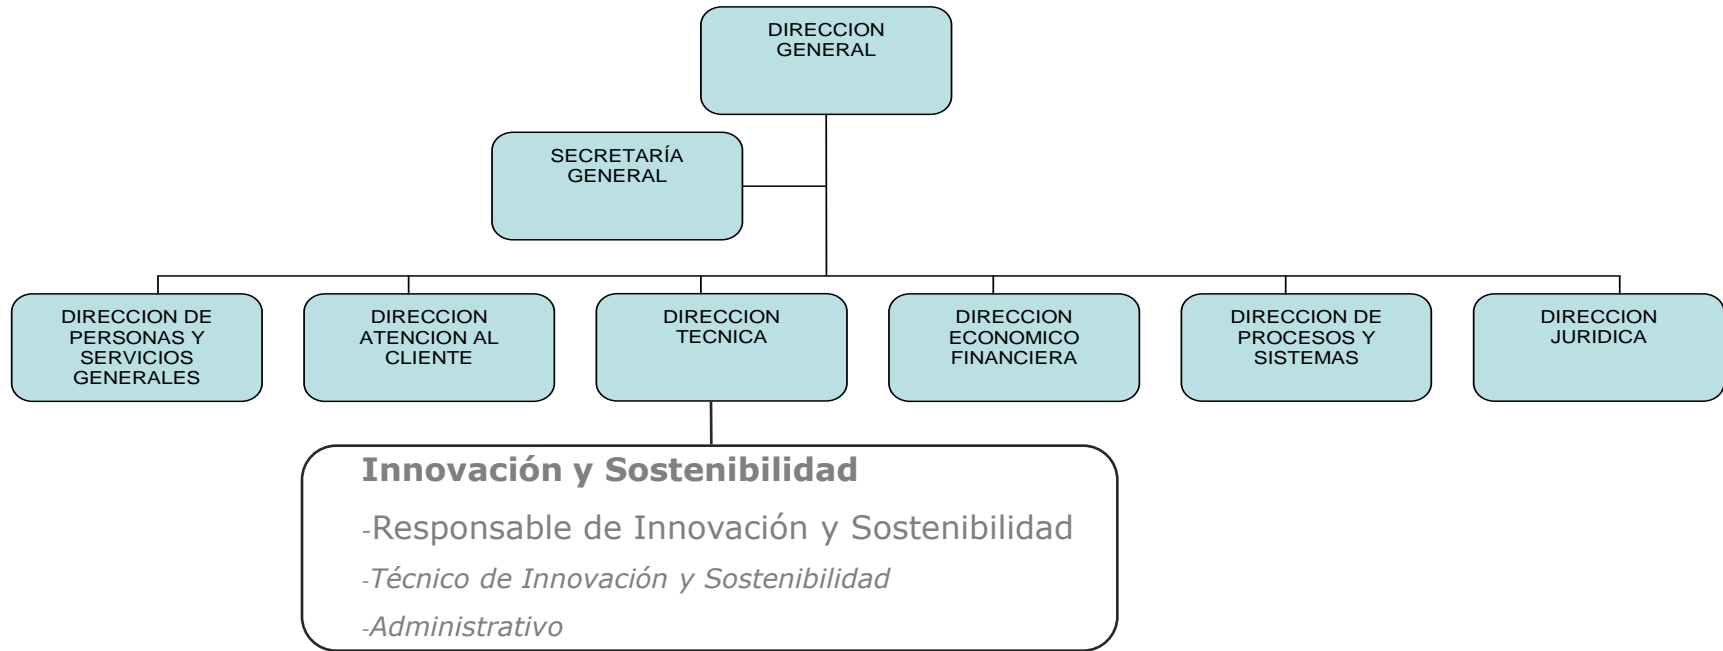 DIRECCION
GENERAL
SECRETARÍA
GENERAL
DIRECCION DE
PERSONAS Y
SERVICIOS
GENERALES
DIRECCION
ATENCION AL
CLIENTE
DIRECCION
TECNICA
DIRECCION
ECONOMICO
FINANCIERA
DIRECCION DE
PROCESOS Y
SISTEMAS
DIRECCION
JURIDICA
Innovación y Sostenibilidad
-Responsable de Innovación y Sostenibilidad
-Técnico de Innovación y Sostenibilidad
-Administrativo